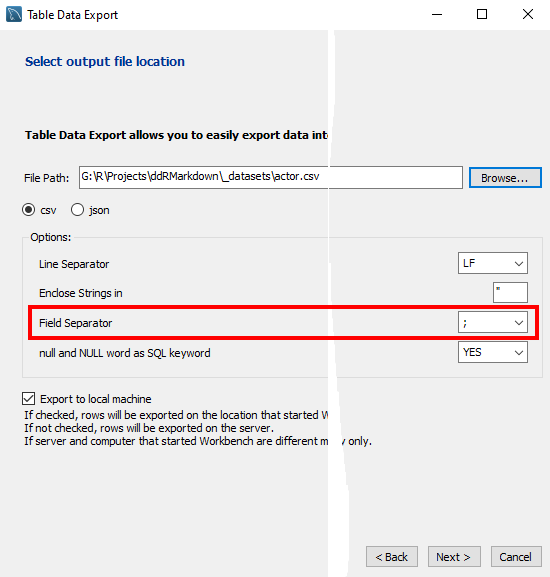 Table Data Export
Select output file location
Table Data Export allows you to easily export data
File Path: G:\R\Projects\ddRMarkdown\_datasets\actor.csv Browse...
csv json
Options:
Line Separator LF
Enclose Strings in "
Field Separator ;
null and NULL word as SQL keyword YES
Export to local machine
If checked, rows will be exported on the location that started
If not checked, rows will be exported on the server.
If server and computer that started Workbench are different only.
< Back Next > Cancel